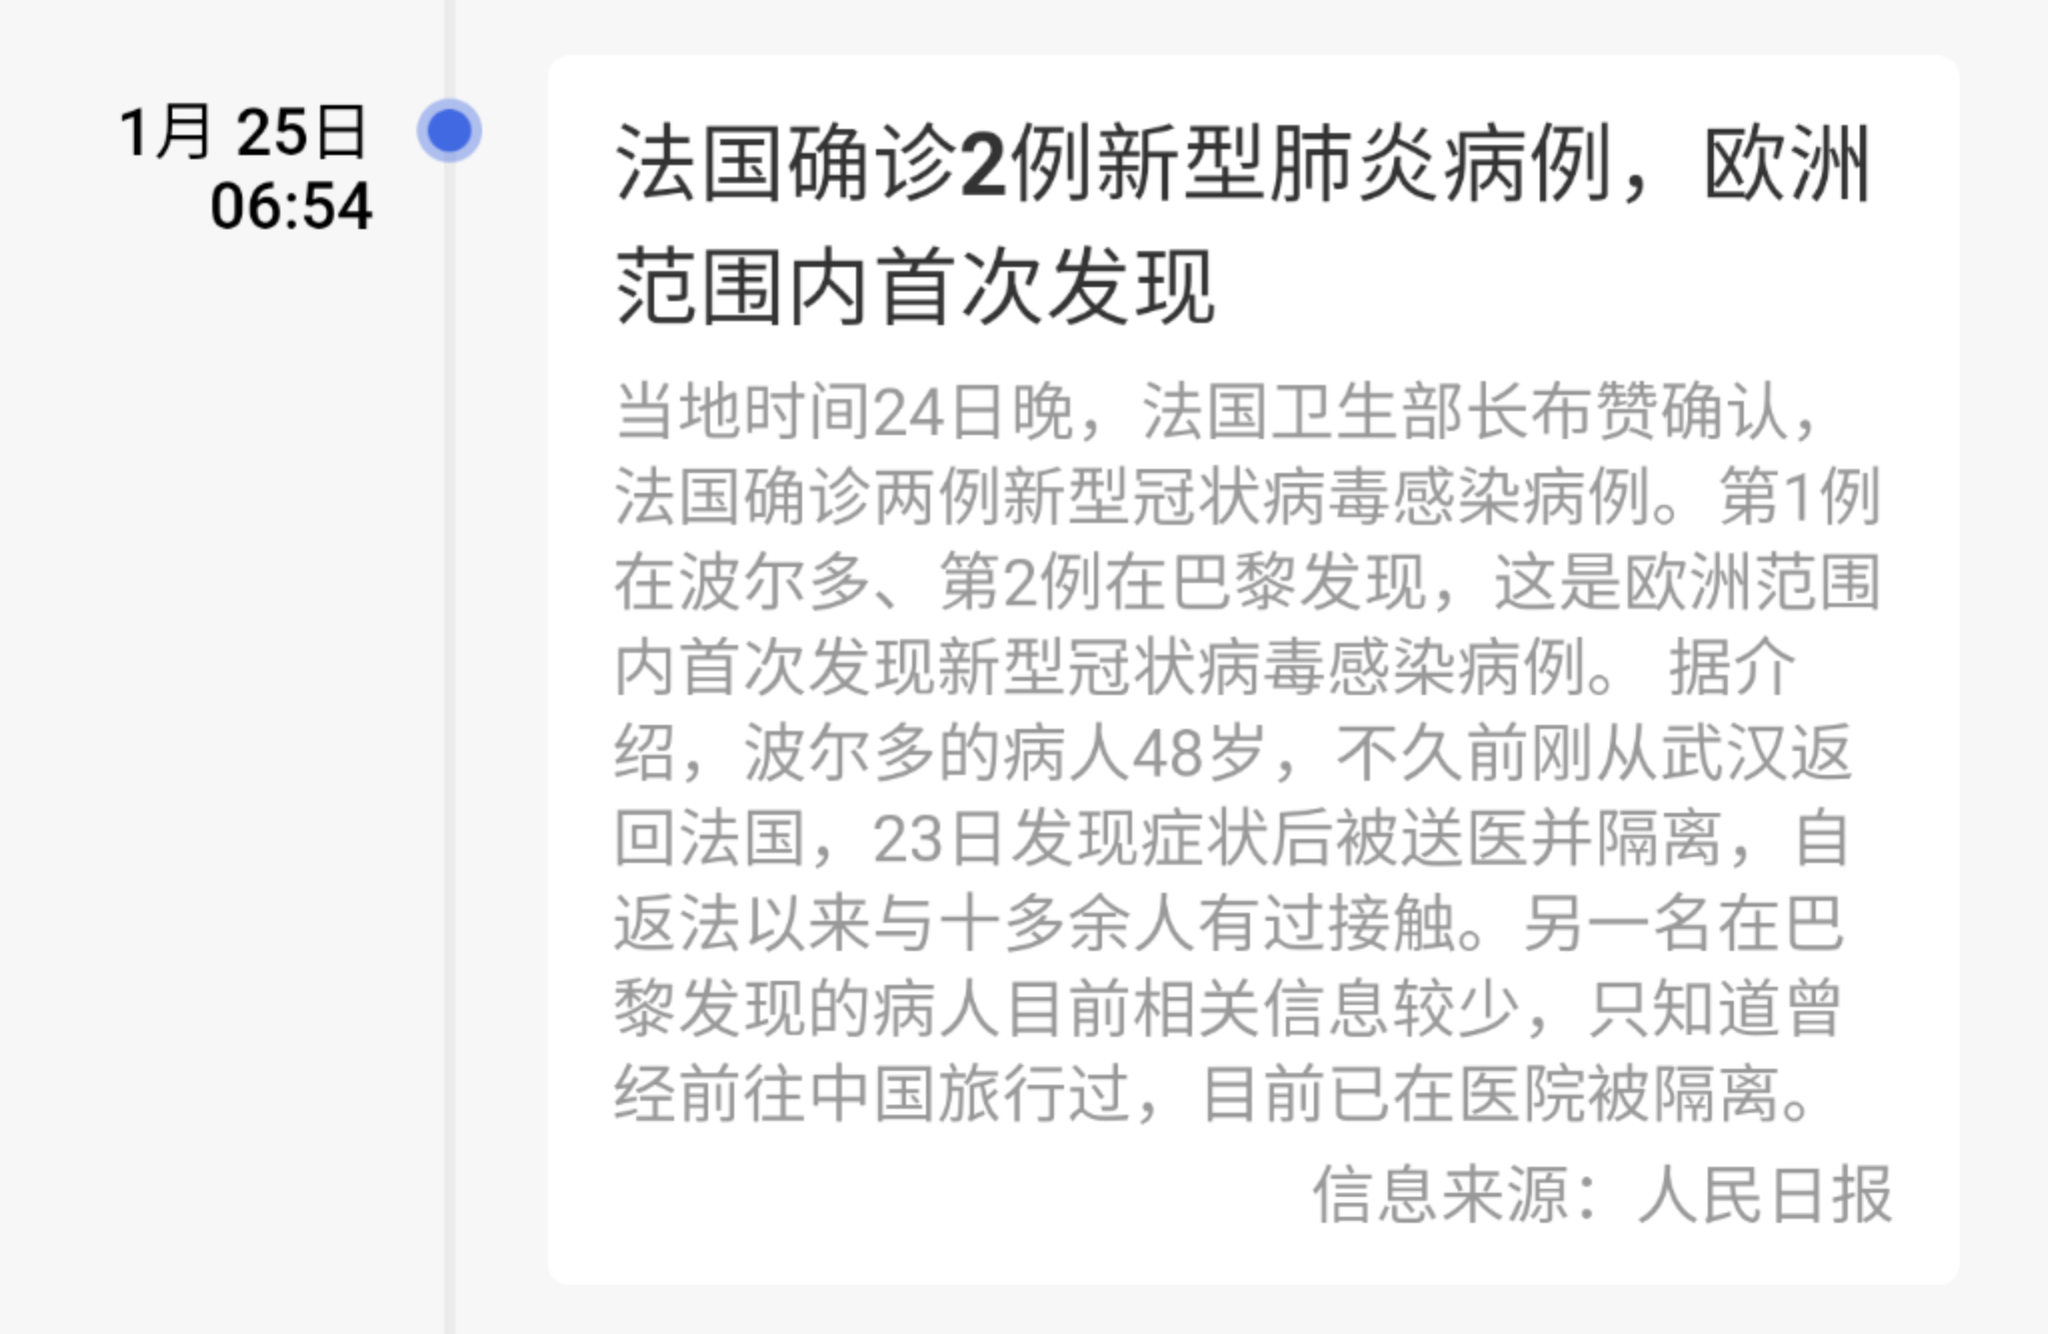 1月 25日
06:54
法国确诊2例新型肺炎病例，欧洲
范围内首次发现
当地时间24日晚，法国卫生部长布赞确认，
法国确诊两例新型冠状病毒感染病例。第1例
在波尔多、第2例在巴黎发现，这是欧洲范围
内首次发现新型冠状病毒感染病例。 据介
绍，波尔多的病人48岁，不久前刚从武汉返
回法国，23日发现症状后被送医并隔离，自
返法以来与十多余人有过接触。另一名在巴
黎发现的病人目前相关信息较少，只知道曾
经前往中国旅行过，目前已在医院被隔离。
信息来源：人民日报